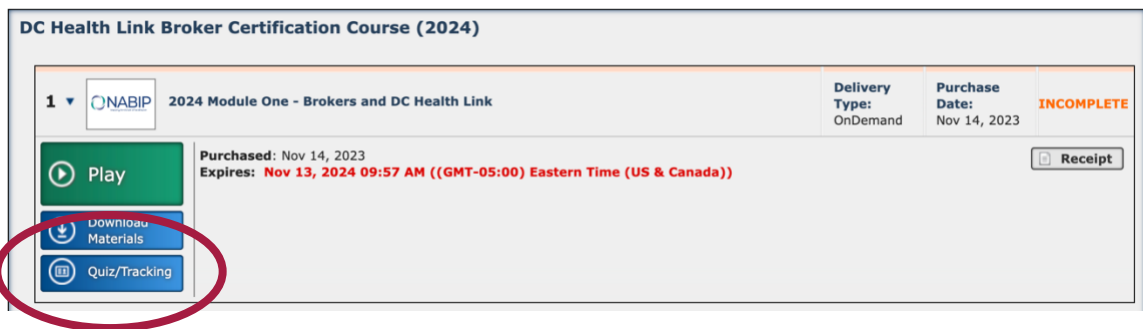 DC Health Link Broker Certification Course (2024)
1
NABIP
2024 Module One - Brokers and DC Health Link
Delivery
Type:
OnDemand
Purchase
Date:
Nov 14, 2023
INCOMPLETE
Play
Purchased: Nov 14, 2023
Expires: Nov 13, 2024 09:57 AM ((GMT-05:00) Eastern Time (US & Canada))
Receipt
Download
Materials
Quiz/Tracking